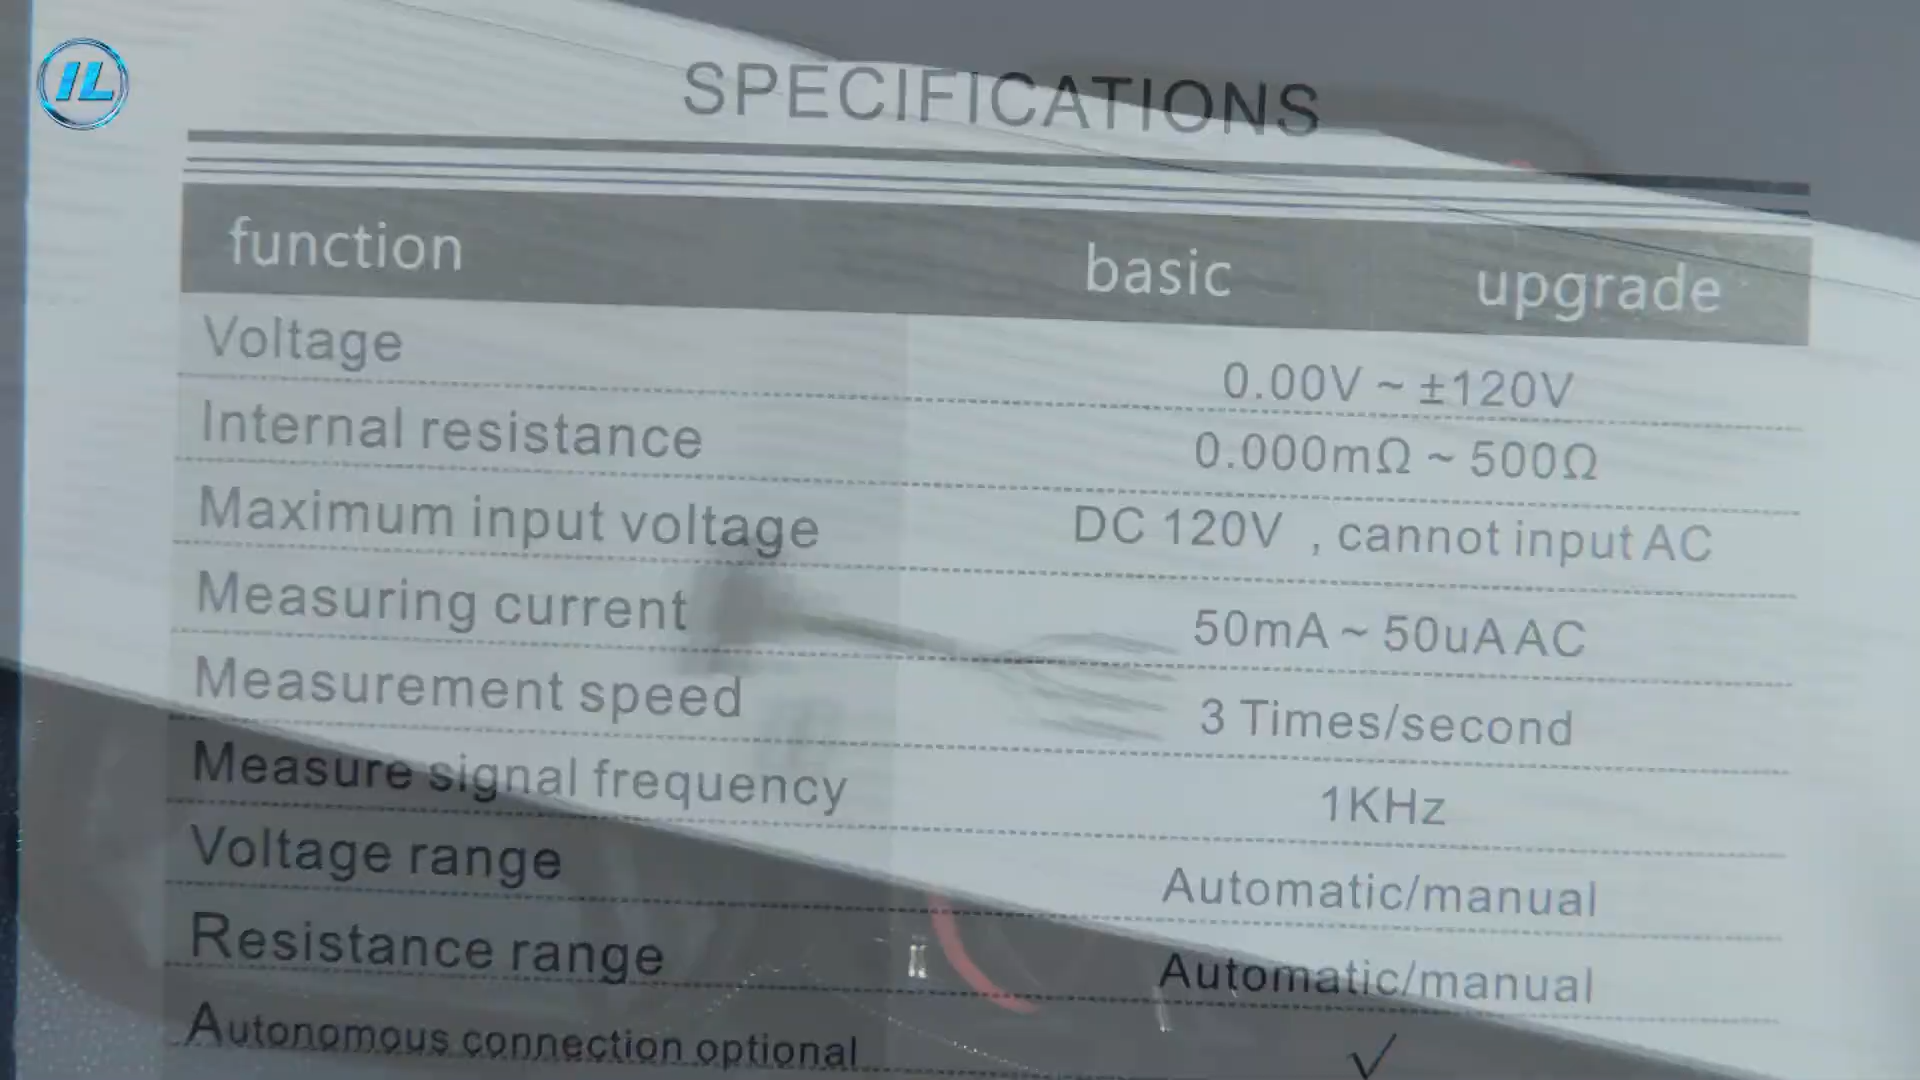 IL
SPECIFICATIONS
function basic upgrade
Voltage 0.00V ~ ±120V
Internal resistance 0.000mΩ ~ 500Ω
Maximum input voltage DC 120V , cannot input AC
Measuring current 50mA ~ 50uA AC
Measurement speed 3 Times/second
Measure signal frequency 1KHz
Voltage range Automatic/manual
Resistance range Automatic/manual
Autonomous connection optional √